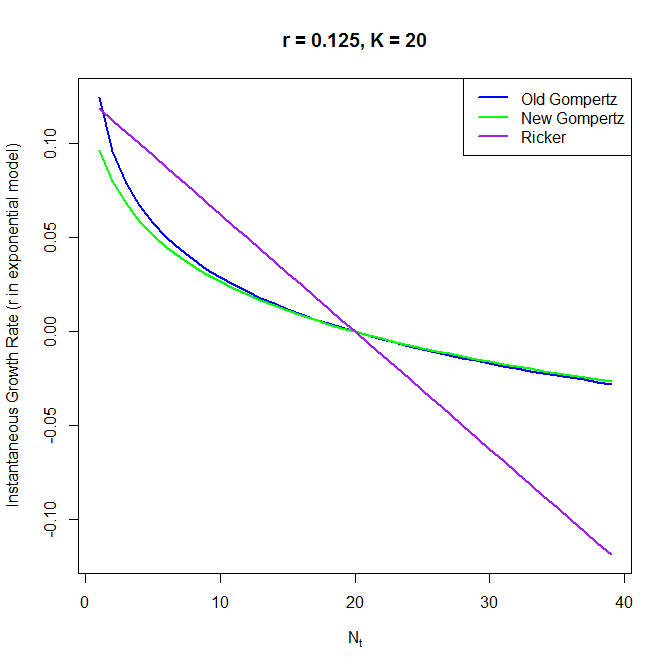 r = 0.125, K = 20
Old Gompertz
New Gompertz
Ricker
Instantaneous Growth Rate (r in exponential model)
0.10
0.05
0.00
-0.05
-0.10
0 10 20 30 40
Nt